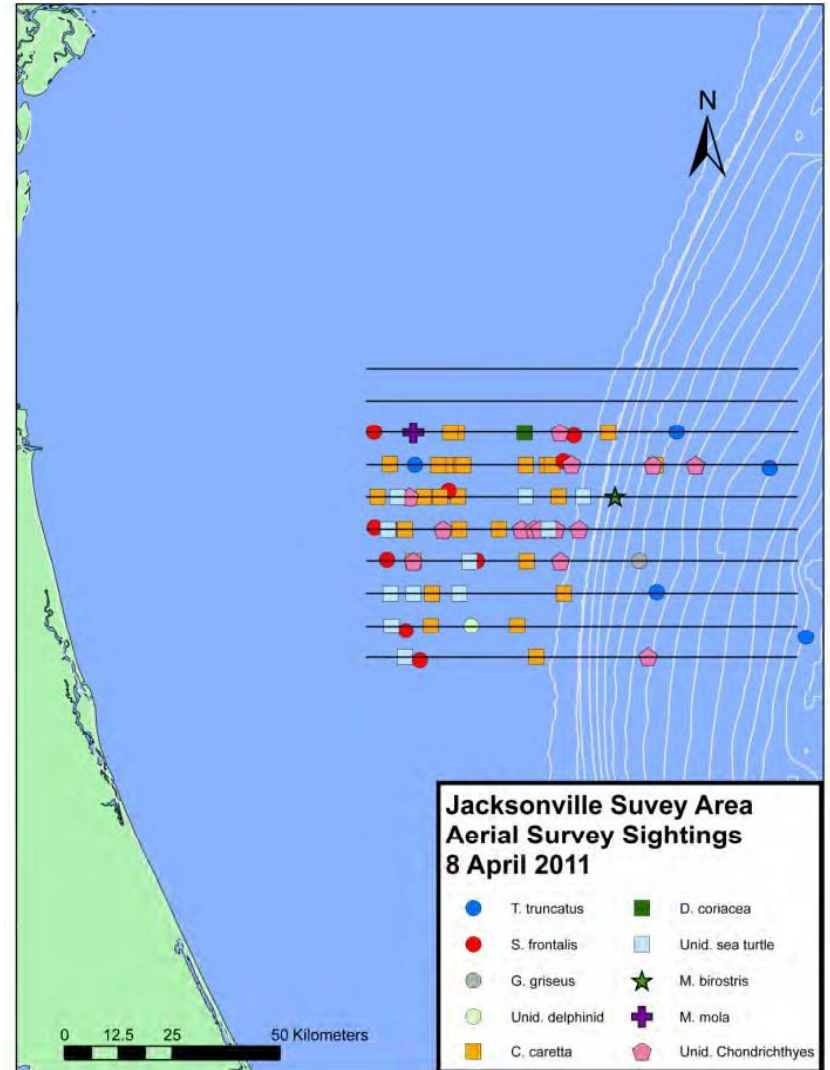 N
Jacksonville Suvey Area
Aerial Survey Sightings
8 April 2011
T. truncatus
D. coriacea
S. frontalis
Unid. sea turtle
G. griseus
M. birostris
Unid. delphinid
M. mola
C. caretta
Unid. Chondrichthyes
0 12.5 25 50 Kilometers